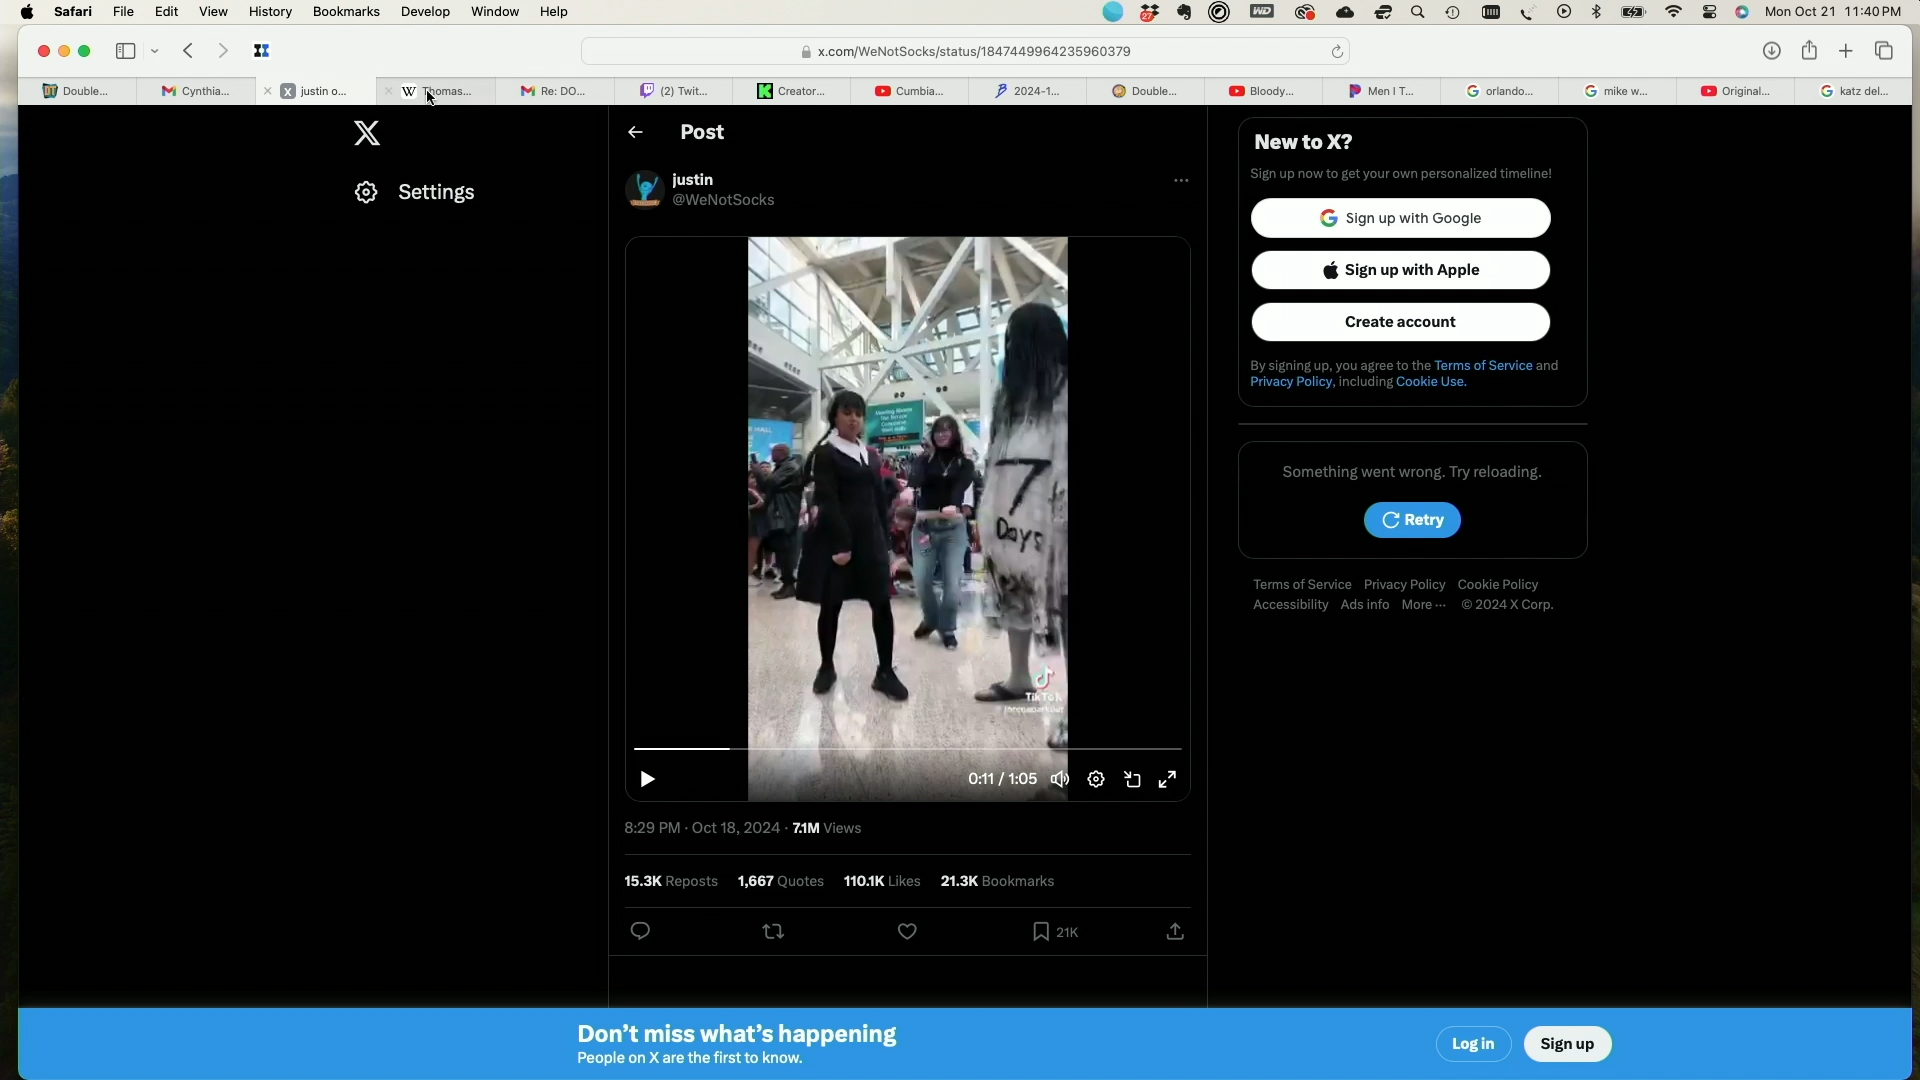 Safari File Edit View History Bookmarks Develop Window Help
27
WD
Mon Oct 21 11:40 PM
x.com/WeNotSocks/status/1847449964235960379
Double...
Cynthia...
justin o...
Thomas...
Re: DO...
(2) Twit...
Creator...
Cumbia...
2024-1...
Double...
Bloody...
Men I T...
orlando...
mike w...
Original...
katz del...
Settings
Post
justin
@WeNotSocks
7
Days
TikTok
0:11 / 1:05
8:29 PM · Oct 18, 2024 · 7.1M Views
15.3K Reposts 1,667 Quotes 110.1K Likes 21.3K Bookmarks
21K
New to X?
Sign up now to get your own personalized timeline!
Sign up with Google
Sign up with Apple
Create account
By signing up, you agree to the Terms of Service and
Privacy Policy, including Cookie Use.
Something went wrong. Try reloading.
Retry
Terms of Service Privacy Policy Cookie Policy
Accessibility Ads info More ··· © 2024 X Corp.
Don’t miss what’s happening
People on X are the first to know.
Log in
Sign up